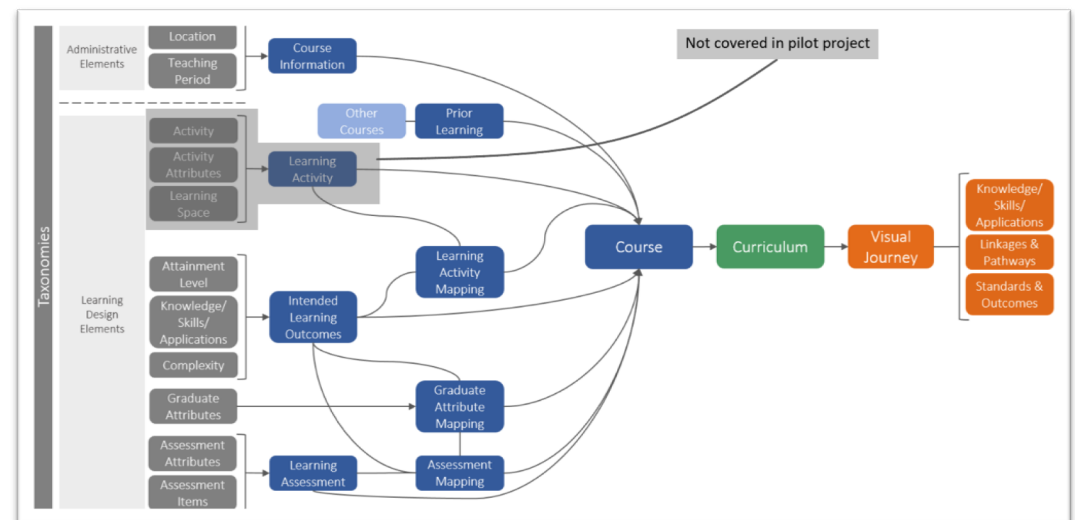 Taxonomies
Administrative
Elements
Location
Teaching
Period
Course
Information
Not covered in pilot project
Other
Courses
Prior
Learning
Learning
Design
Elements
Activity
Activity
Attributes
Learning
Space
Learning
Activity
Learning
Activity
Mapping
Attainment
Level
Knowledge/
Skills/
Applications
Complexity
Intended
Learning
Outcomes
Graduate
Attributes
Graduate
Attribute
Mapping
Assessment
Attributes
Assessment
Items
Learning
Assessment
Assessment
Mapping
Course
Curriculum
Visual
Journey
Knowledge/
Skills/
Applications
Linkages &
Pathways
Standards &
Outcomes